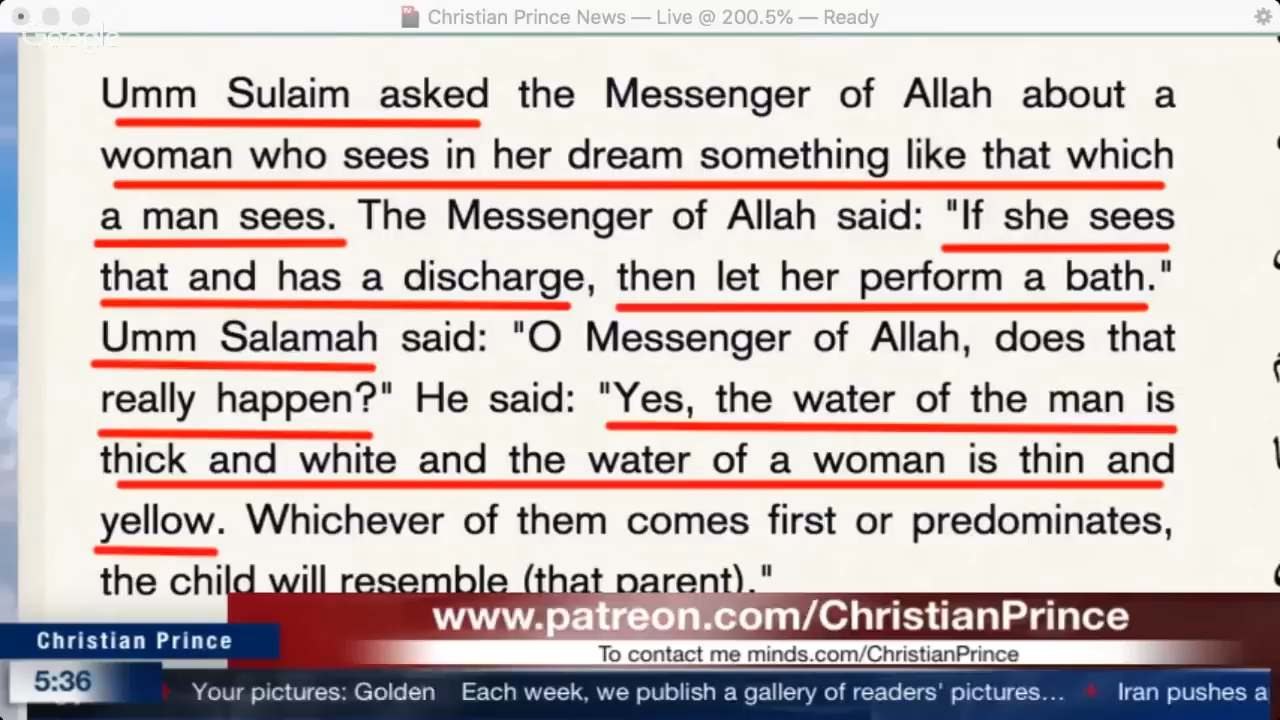 Christian Prince News — Live @ 200.5% — Ready
Google
Umm Sulaim asked the Messenger of Allah about a
woman who sees in her dream something like that which
a man sees. The Messenger of Allah said: "If she sees
that and has a discharge, then let her perform a bath."
Umm Salamah said: "O Messenger of Allah, does that
really happen?" He said: "Yes, the water of the man is
thick and white and the water of a woman is thin and
yellow. Whichever of them comes first or predominates,
the child will resemble (that parent)."
www.patreon.com/ChristianPrince
Christian Prince
To contact me minds.com/ChristianPrince
5:36
Your pictures: Golden Each week, we publish a gallery of readers' pictures... Iran pushes a